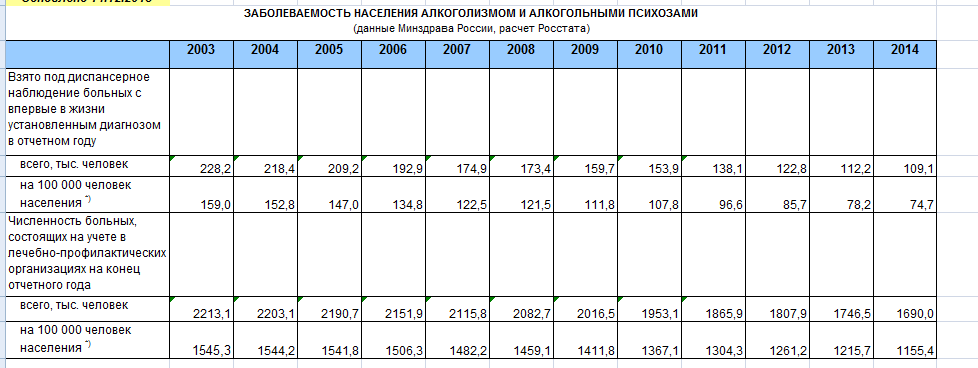 ЗАБОЛЕВАЕМОСТЬ НАСЕЛЕНИЯ АЛКОГОЛИЗМОМ И АЛКОГОЛЬНЫМИ ПСИХОЗАМИ
(данные Минздрава России, расчет Росстата)
2003 2004 2005 2006 2007 2008 2009 2010 2011 2012 2013 2014
Взято под диспансерное
наблюдение больных с
впервые в жизни
установленным диагнозом
в отчетном году
всего, тыс. человек 228,2 218,4 209,2 192,9 174,9 173,4 159,7 153,9 138,1 122,8 112,2 109,1
на 100 000 человек
населения *) 159,0 152,8 147,0 134,8 122,5 121,5 111,8 107,8 96,6 85,7 78,2 74,7
Численность больных,
состоящих на учете в
лечебно-профилактических
организациях на конец
отчетного года
всего, тыс. человек 2213,1 2203,1 2190,7 2151,9 2115,8 2082,7 2016,5 1953,1 1865,9 1807,9 1746,5 1690,0
на 100 000 человек
населения *) 1545,3 1544,2 1541,8 1506,3 1482,2 1459,1 1411,8 1367,1 1304,3 1261,2 1215,7 1155,4